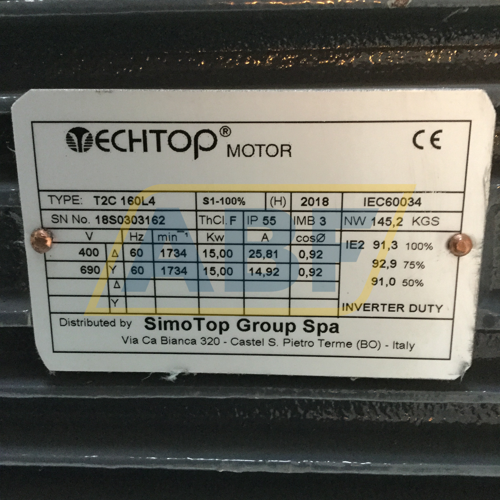 TECHTOP® MOTOR CE
TYPE: T2C 160L4 S1-100% (H) 2018 IEC60034
SN No. 18S0303162 ThCl. F IP 55 IMB 3 NW 145,2 KGS
V Hz min⁻¹ Kw A cosØ
400 Δ 60 1734 15,00 25,81 0,92 IE2 91,3 100%
690 Y 60 1734 15,00 14,92 0,92 92,9 75%
Δ 91,0 50%
Y INVERTER DUTY
Distributed by SimoTop Group Spa
Via Ca Bianca 320 - Castel S. Pietro Terme (BO) - Italy
ABF